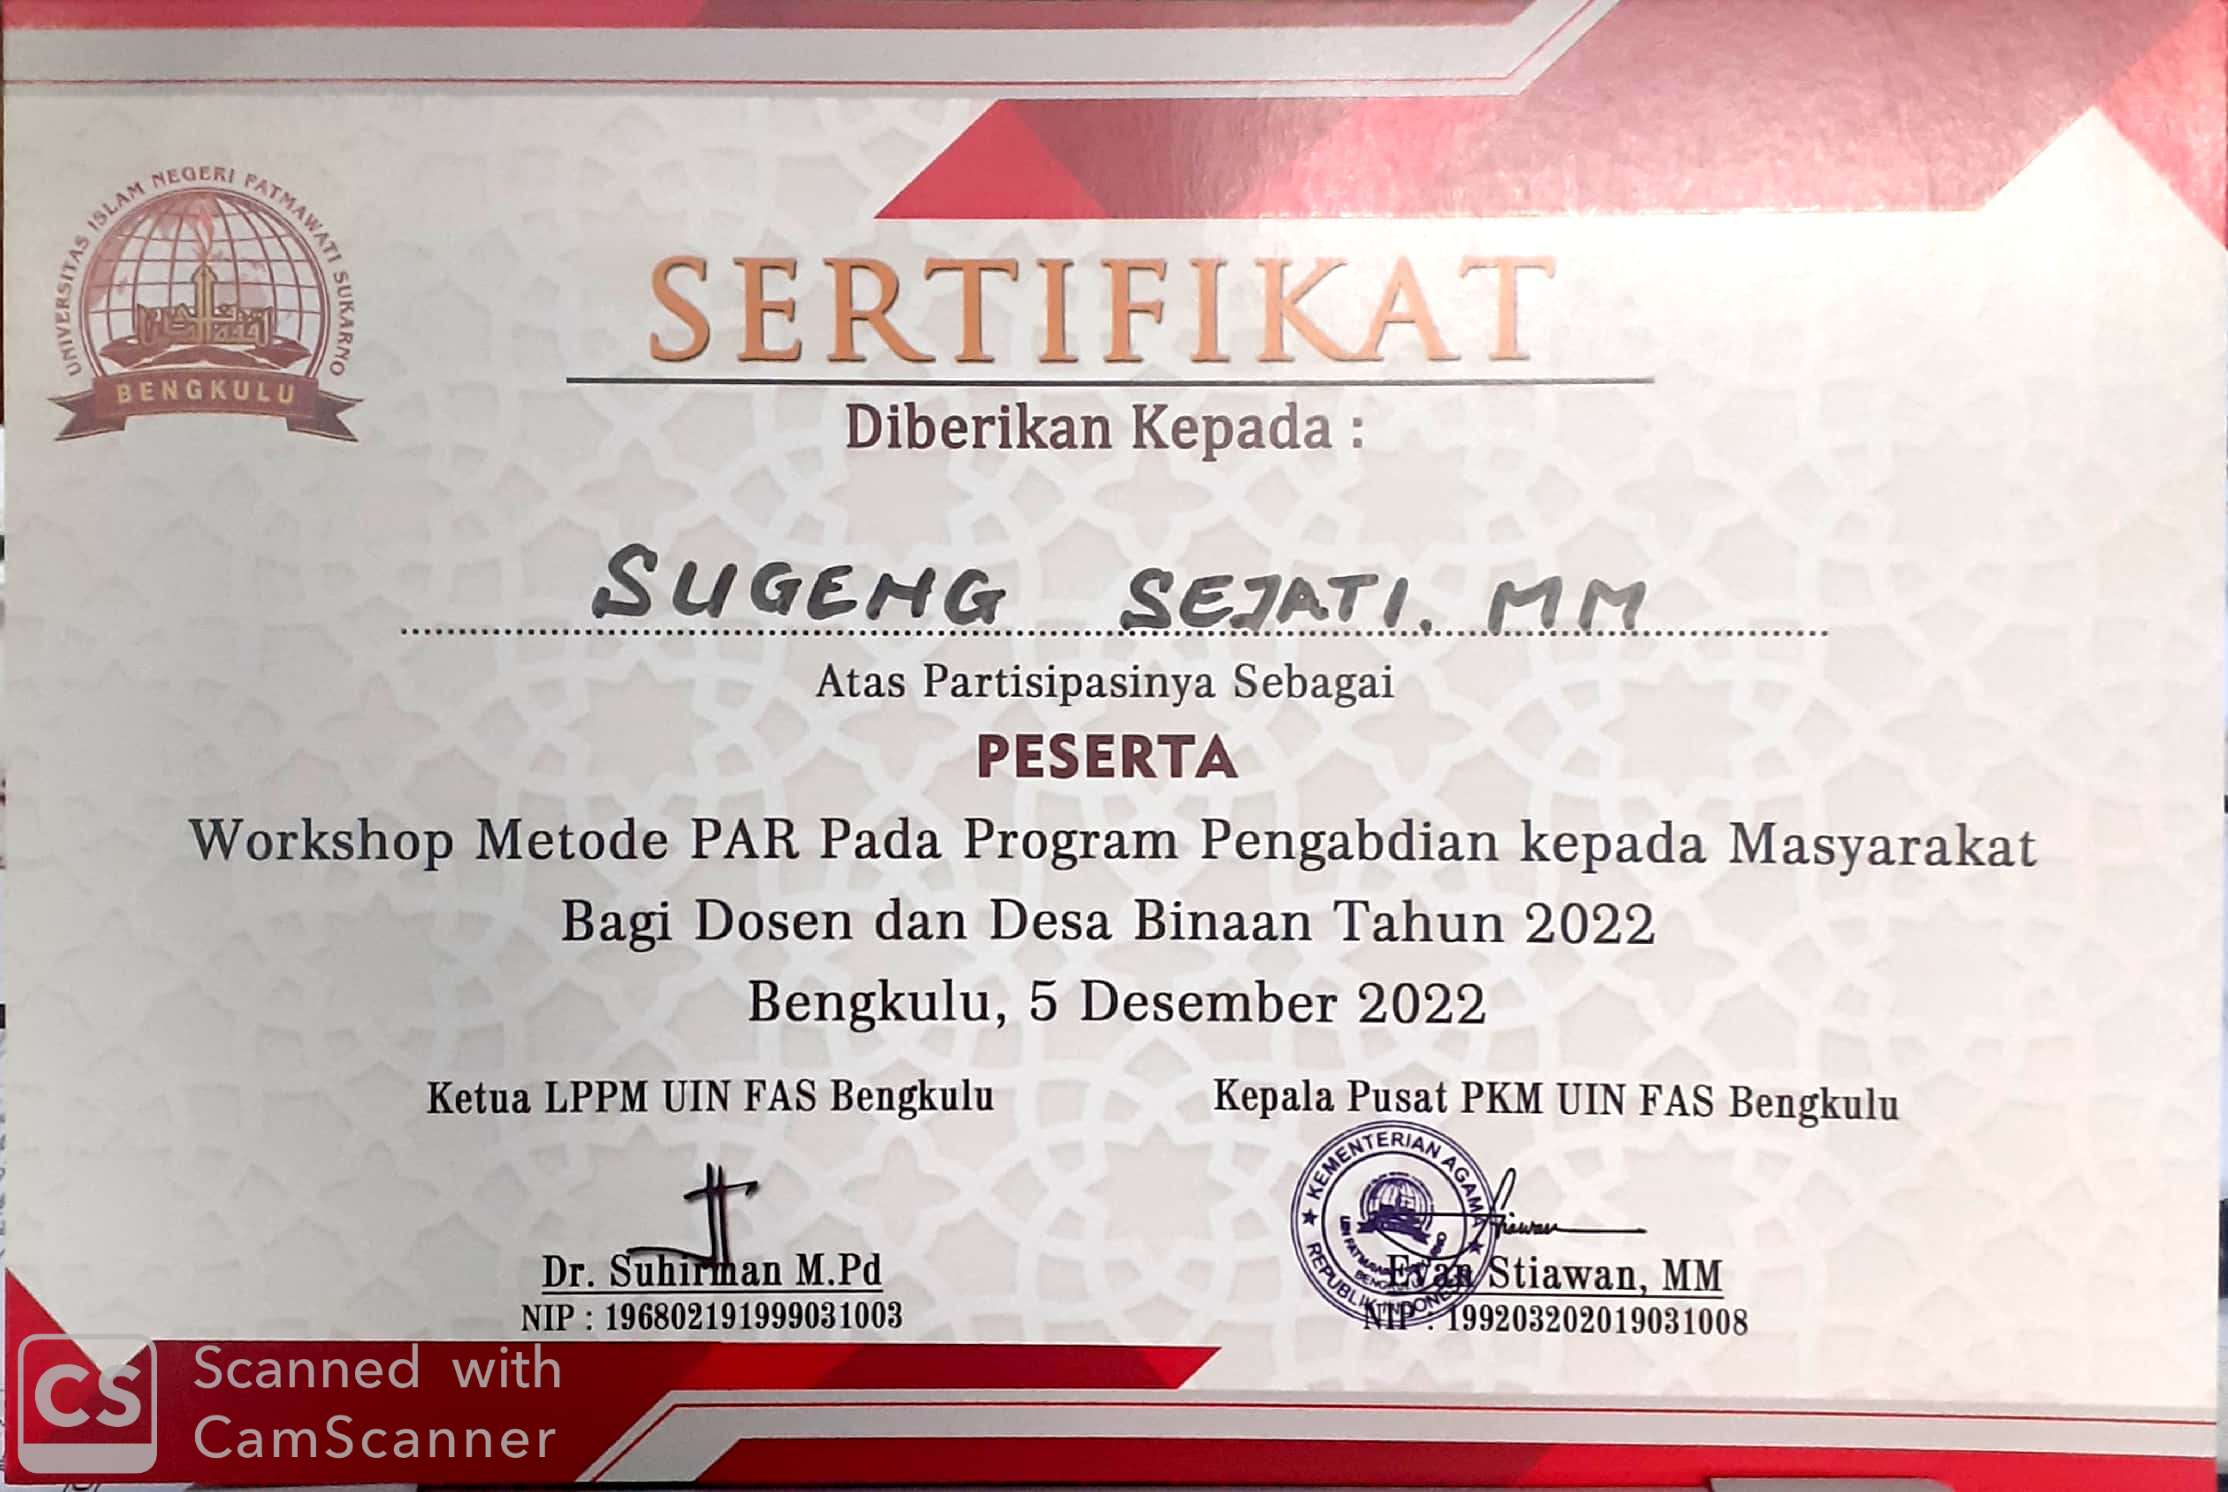 UNIVERSITAS ISLAM NEGERI FATMAWATI SUKARNO
BENGKULU
SERTIFIKAT
Diberikan Kepada :
SUGENG SEJATI. MM
Atas Partisipasinya Sebagai
PESERTA
Workshop Metode PAR Pada Program Pengabdian kepada Masyarakat
Bagi Dosen dan Desa Binaan Tahun 2022
Bengkulu, 5 Desember 2022
Ketua LPPM UIN FAS Bengkulu
Kepala Pusat PKM UIN FAS Bengkulu
KEMENTERIAN AGAMA
REPUBLIK INDONESIA
Dr. Suhirman M.Pd
NIP : 196802191999031003
Evan Stiawan, MM
NIP : 199203202019031008
CS
Scanned with
CamScanner